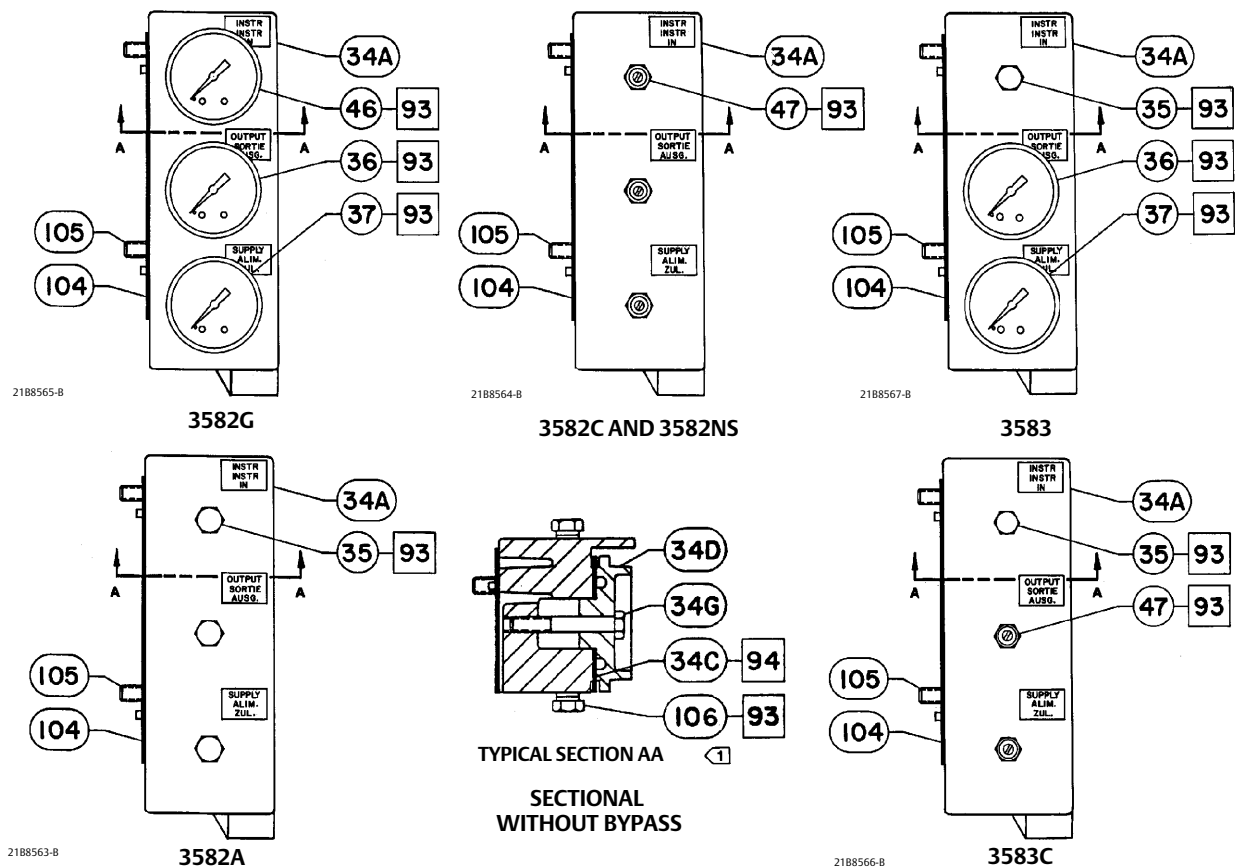 INSTR
INSTR
IN
34A
46 93
OUTPUT
SORTIE
AUSG.
A A
36 93
37 93
105
SUPPLY
ALIM.
ZUL.
104
21B8565-B
3582G
INSTR
INSTR
IN
34A
47 93
A A
OUTPUT
SORTIE
AUSG.
105
SUPPLY
ALIM.
ZUL.
104
21B8564-B
3582C AND 3582NS
INSTR
INSTR
IN
34A
35 93
A A
OUTPUT
SORTIE
36 93
37 93
105
SUPPLY
ALIM.
ZUL.
104
21B8567-B
3583
INSTR
INSTR
IN
34A
35 93
A A
OUTPUT
SORTIE
AUSG.
105
SUPPLY
ALIM.
ZUL.
104
21B8563-B
3582A
34D
34G
34C 94
106 93
TYPICAL SECTION AA 1
SECTIONAL
WITHOUT BYPASS
INSTR
INSTR
IN
34A
35 93
A A
OUTPUT
SORTIE
AUSG.
47 93
105
SUPPLY
ALIM.
ZUL.
104
21B8566-B
3583C